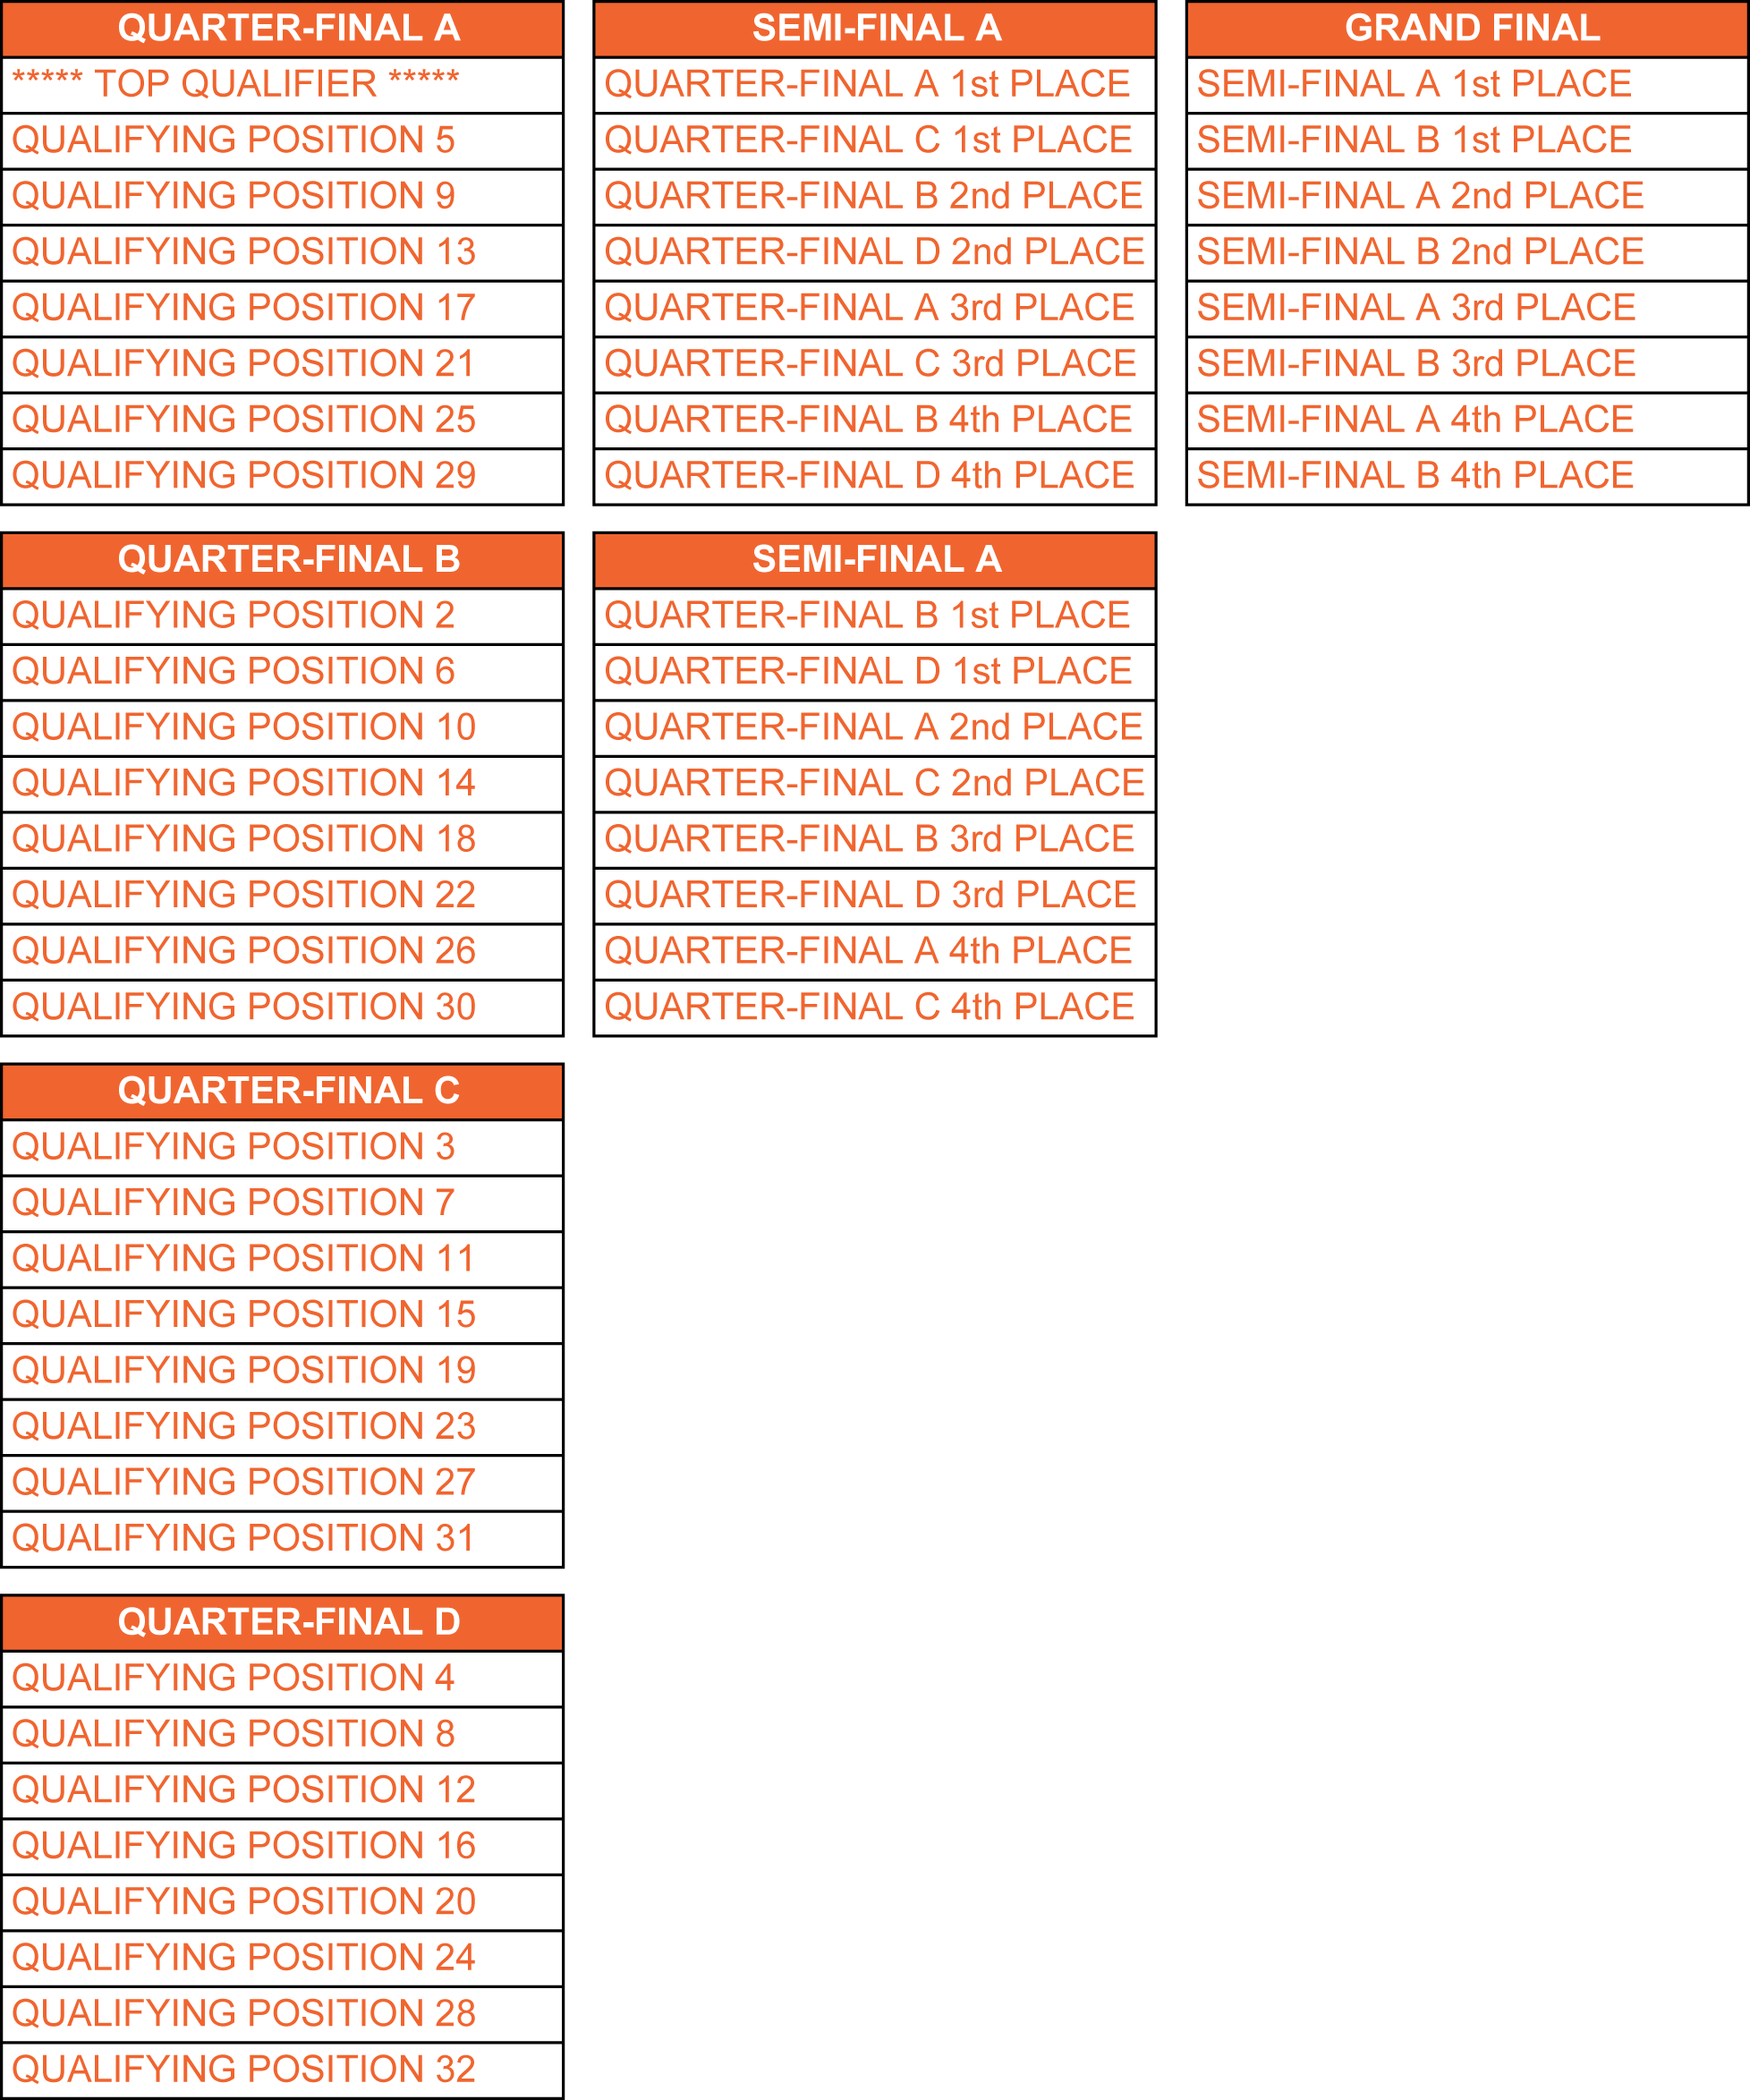 QUARTER-FINAL A
***** TOP QUALIFIER *****
QUALIFYING POSITION 5
QUALIFYING POSITION 9
QUALIFYING POSITION 13
QUALIFYING POSITION 17
QUALIFYING POSITION 21
QUALIFYING POSITION 25
QUALIFYING POSITION 29
QUARTER-FINAL B
QUALIFYING POSITION 2
QUALIFYING POSITION 6
QUALIFYING POSITION 10
QUALIFYING POSITION 14
QUALIFYING POSITION 18
QUALIFYING POSITION 22
QUALIFYING POSITION 26
QUALIFYING POSITION 30
QUARTER-FINAL C
QUALIFYING POSITION 3
QUALIFYING POSITION 7
QUALIFYING POSITION 11
QUALIFYING POSITION 15
QUALIFYING POSITION 19
QUALIFYING POSITION 23
QUALIFYING POSITION 27
QUALIFYING POSITION 31
QUARTER-FINAL D
QUALIFYING POSITION 4
QUALIFYING POSITION 8
QUALIFYING POSITION 12
QUALIFYING POSITION 16
QUALIFYING POSITION 20
QUALIFYING POSITION 24
QUALIFYING POSITION 28
QUALIFYING POSITION 32
SEMI-FINAL A
QUARTER-FINAL A 1st PLACE
QUARTER-FINAL C 1st PLACE
QUARTER-FINAL B 2nd PLACE
QUARTER-FINAL D 2nd PLACE
QUARTER-FINAL A 3rd PLACE
QUARTER-FINAL C 3rd PLACE
QUARTER-FINAL B 4th PLACE
QUARTER-FINAL D 4th PLACE
SEMI-FINAL A
QUARTER-FINAL B 1st PLACE
QUARTER-FINAL D 1st PLACE
QUARTER-FINAL A 2nd PLACE
QUARTER-FINAL C 2nd PLACE
QUARTER-FINAL B 3rd PLACE
QUARTER-FINAL D 3rd PLACE
QUARTER-FINAL A 4th PLACE
QUARTER-FINAL C 4th PLACE
GRAND FINAL
SEMI-FINAL A 1st PLACE
SEMI-FINAL B 1st PLACE
SEMI-FINAL A 2nd PLACE
SEMI-FINAL B 2nd PLACE
SEMI-FINAL A 3rd PLACE
SEMI-FINAL B 3rd PLACE
SEMI-FINAL A 4th PLACE
SEMI-FINAL B 4th PLACE